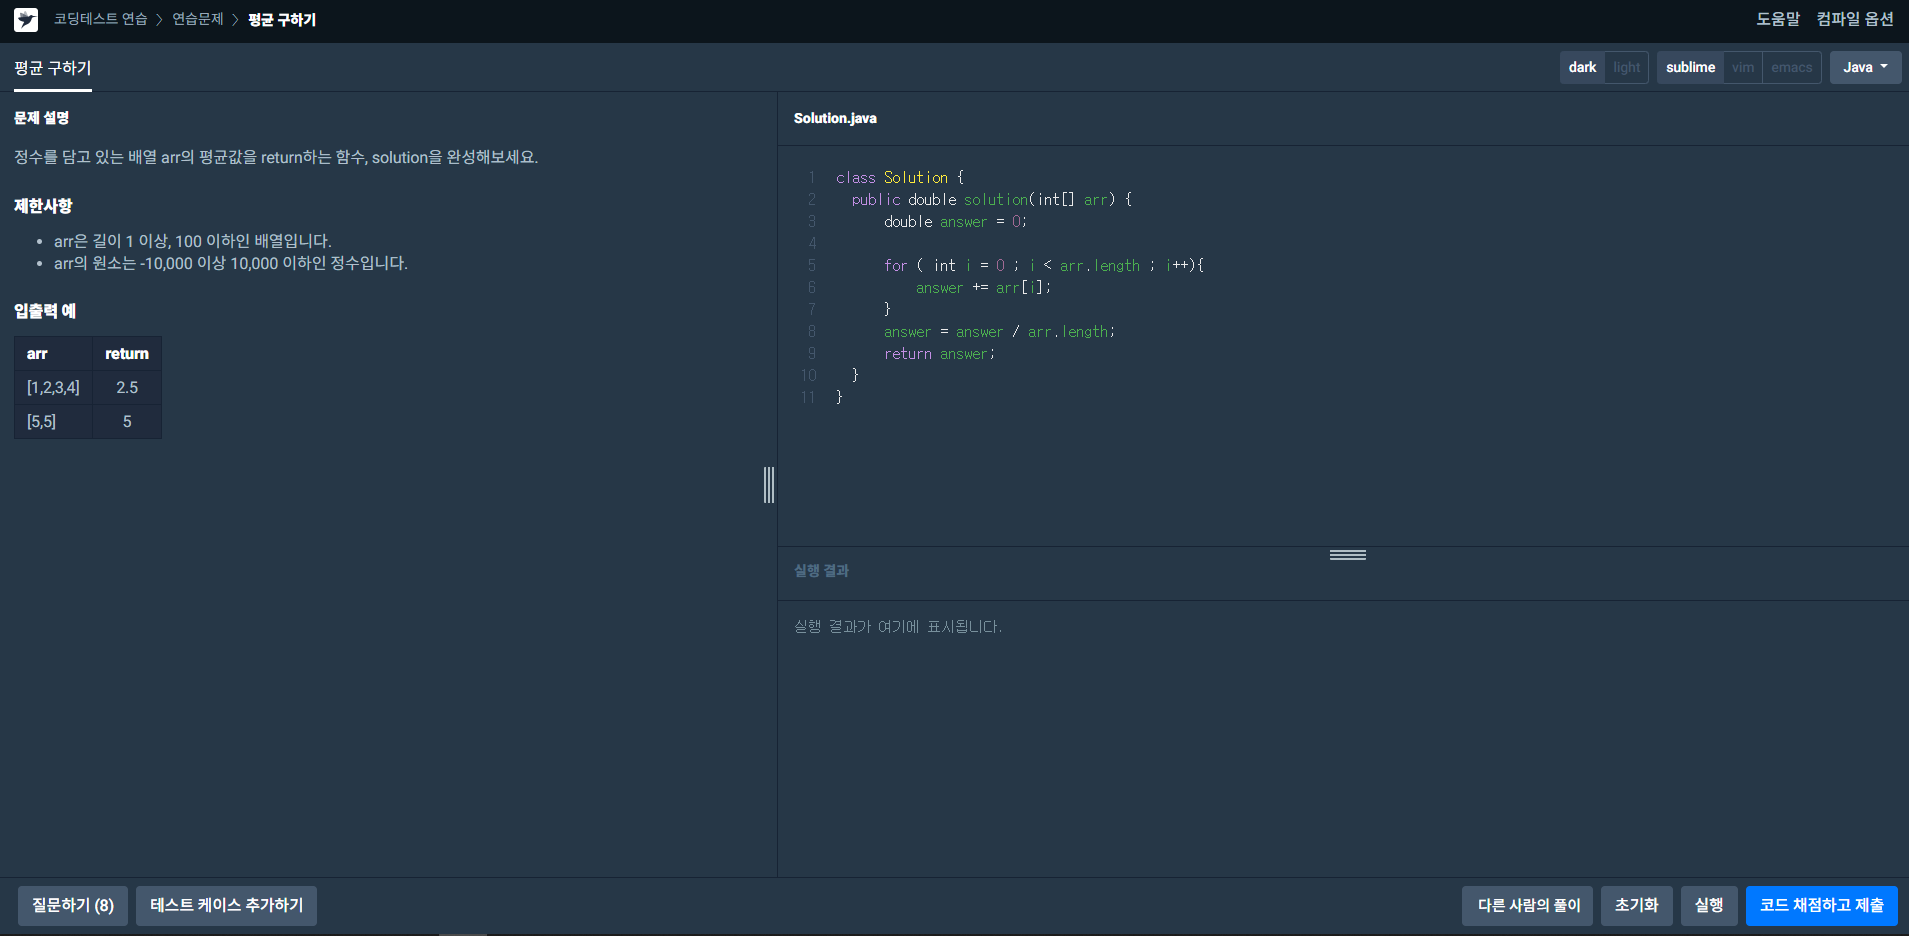 코딩테스트 연습 > 연습문제 > 평균 구하기
도움말 컴파일 옵션
평균 구하기
dark light sublime vim emacs Java
문제 설명
정수를 담고 있는 배열 arr의 평균값을 return하는 함수, solution을 완성해보세요.
제한사항
• arr은 길이 1 이상, 100 이하인 배열입니다.
• arr의 원소는 -10,000 이상 10,000 이하인 정수입니다.
입출력 예
arr return
[1,2,3,4] 2.5
[5,5] 5
Solution.java
1 class Solution {
2 public double solution(int[] arr) {
3 double answer = 0;
4
5 for ( int i = 0 ; i < arr.length ; i++){
6 answer += arr[i];
7 }
8 answer = answer / arr.length;
9 return answer;
10 }
11 }
실행 결과
실행 결과가 여기에 표시됩니다.
질문하기 (8) 테스트 케이스 추가하기 다른 사람의 풀이 초기화 실행 코드 채점하고 제출